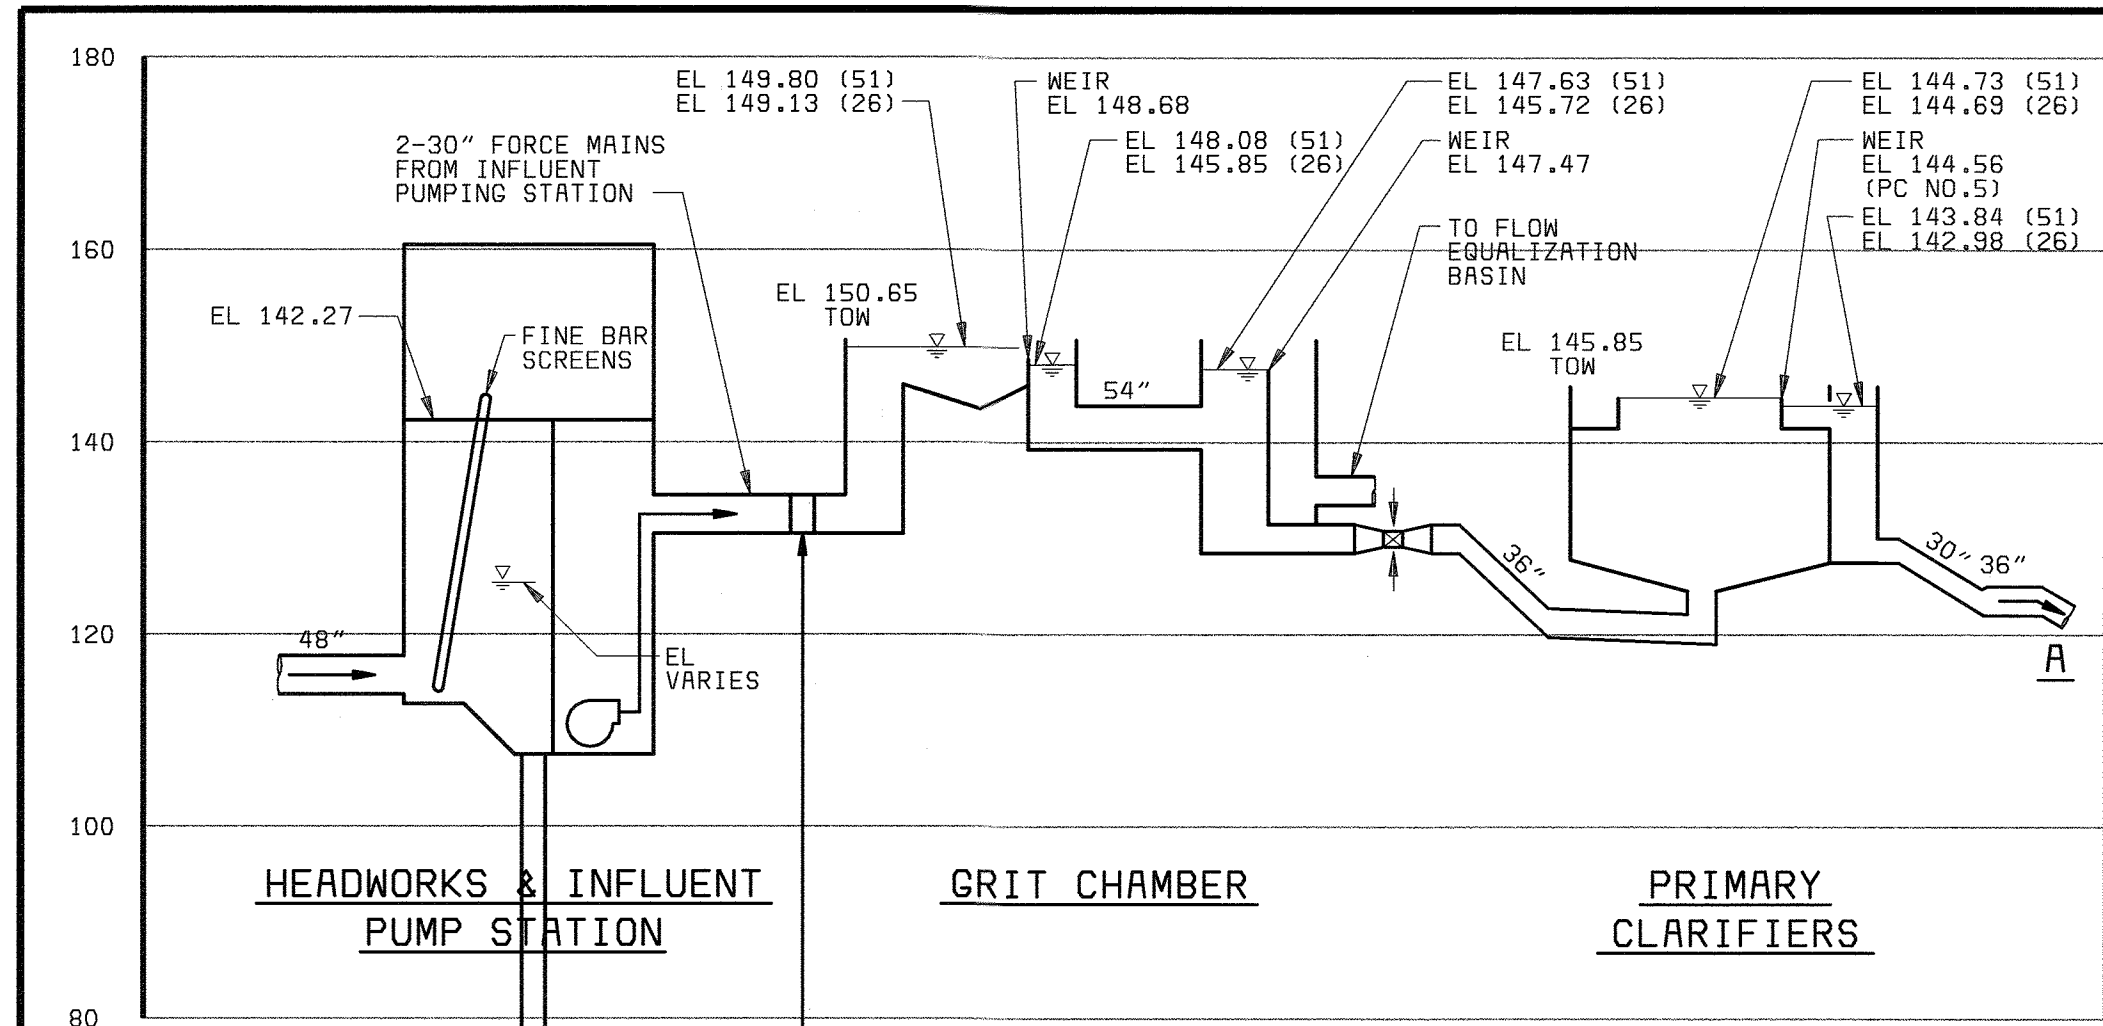 180
160
140
120
100
80
EL 149.80 (51)
EL 149.13 (26)
WEIR
EL 148.68
EL 148.08 (51)
EL 145.85 (26)
EL 147.63 (51)
EL 145.72 (26)
WEIR
EL 147.47
EL 144.73 (51)
EL 144.69 (26)
WEIR
EL 144.56
(PC NO.5)
EL 143.84 (51)
EL 142.98 (26)
2-30" FORCE MAINS
FROM INFLUENT
PUMPING STATION
TO FLOW
EQUALIZATION
BASIN
EL 142.27
FINE BAR
SCREENS
EL 150.65
TOW
54"
EL 145.85
TOW
36"
30" 36"
48"
EL
VARIES
A
HEADWORKS & INFLUENT
PUMP STATION
GRIT CHAMBER
PRIMARY
CLARIFIERS